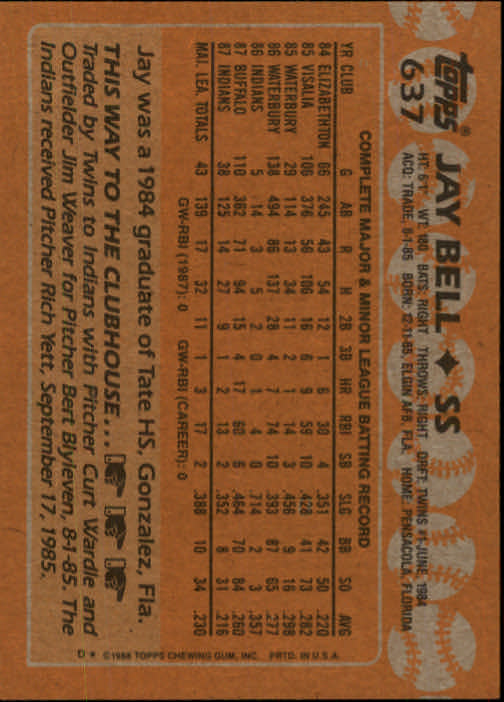 Topps®
637 JAY BELL ✦ SS
HT: 6'1" WT: 180 BATS: RIGHT THROWS: RIGHT DRFT: TWINS #1-JUNE, 1984
ACQ: TRADE, 8-1-85 BORN: 12-11-65, ELGIN AFB, FLA. HOME: PENSACOLA, FLORIDA
COMPLETE MAJOR & MINOR LEAGUE BATTING RECORD
YR CLUB G AB R H 2B 3B HR RBI SB SLG BB SO AVG
84 ELIZABETHTON 66 245 43 54 12 1 6 30 4 .351 42 50 .220
85 VISALIA 106 376 56 106 16 6 9 59 10 .428 41 73 .282
85 WATERBURY 29 114 13 34 11 2 1 14 3 .456 9 16 .298
86 WATERBURY 138 494 86 137 28 4 7 74 10 .393 87 65 .277
86 INDIANS 5 14 3 5 2 0 1 4 0 .714 2 3 .357
87 BUFFALO 110 362 71 94 15 4 17 60 6 .464 70 84 .260
87 INDIANS 38 125 14 27 9 1 2 13 2 .352 8 31 .216
MAJ. LEA. TOTALS 43 139 17 32 11 1 3 17 2 .388 10 34 .230
GW-RBI (1987): 0 GW-RBI (CAREER): 0
Jay was a 1984 graduate of Tate HS, Gonzalez, Fla.
THIS WAY TO THE CLUBHOUSE...
Traded by Twins to Indians with Pitcher Curt Wardle and
Outfielder Jim Weaver for Pitcher Bert Blyleven, 8-1-85. The
Indians received Pitcher Rich Yett, September 17, 1985.
D* ©1988 TOPPS CHEWING GUM, INC. PRTD. IN U.S.A.